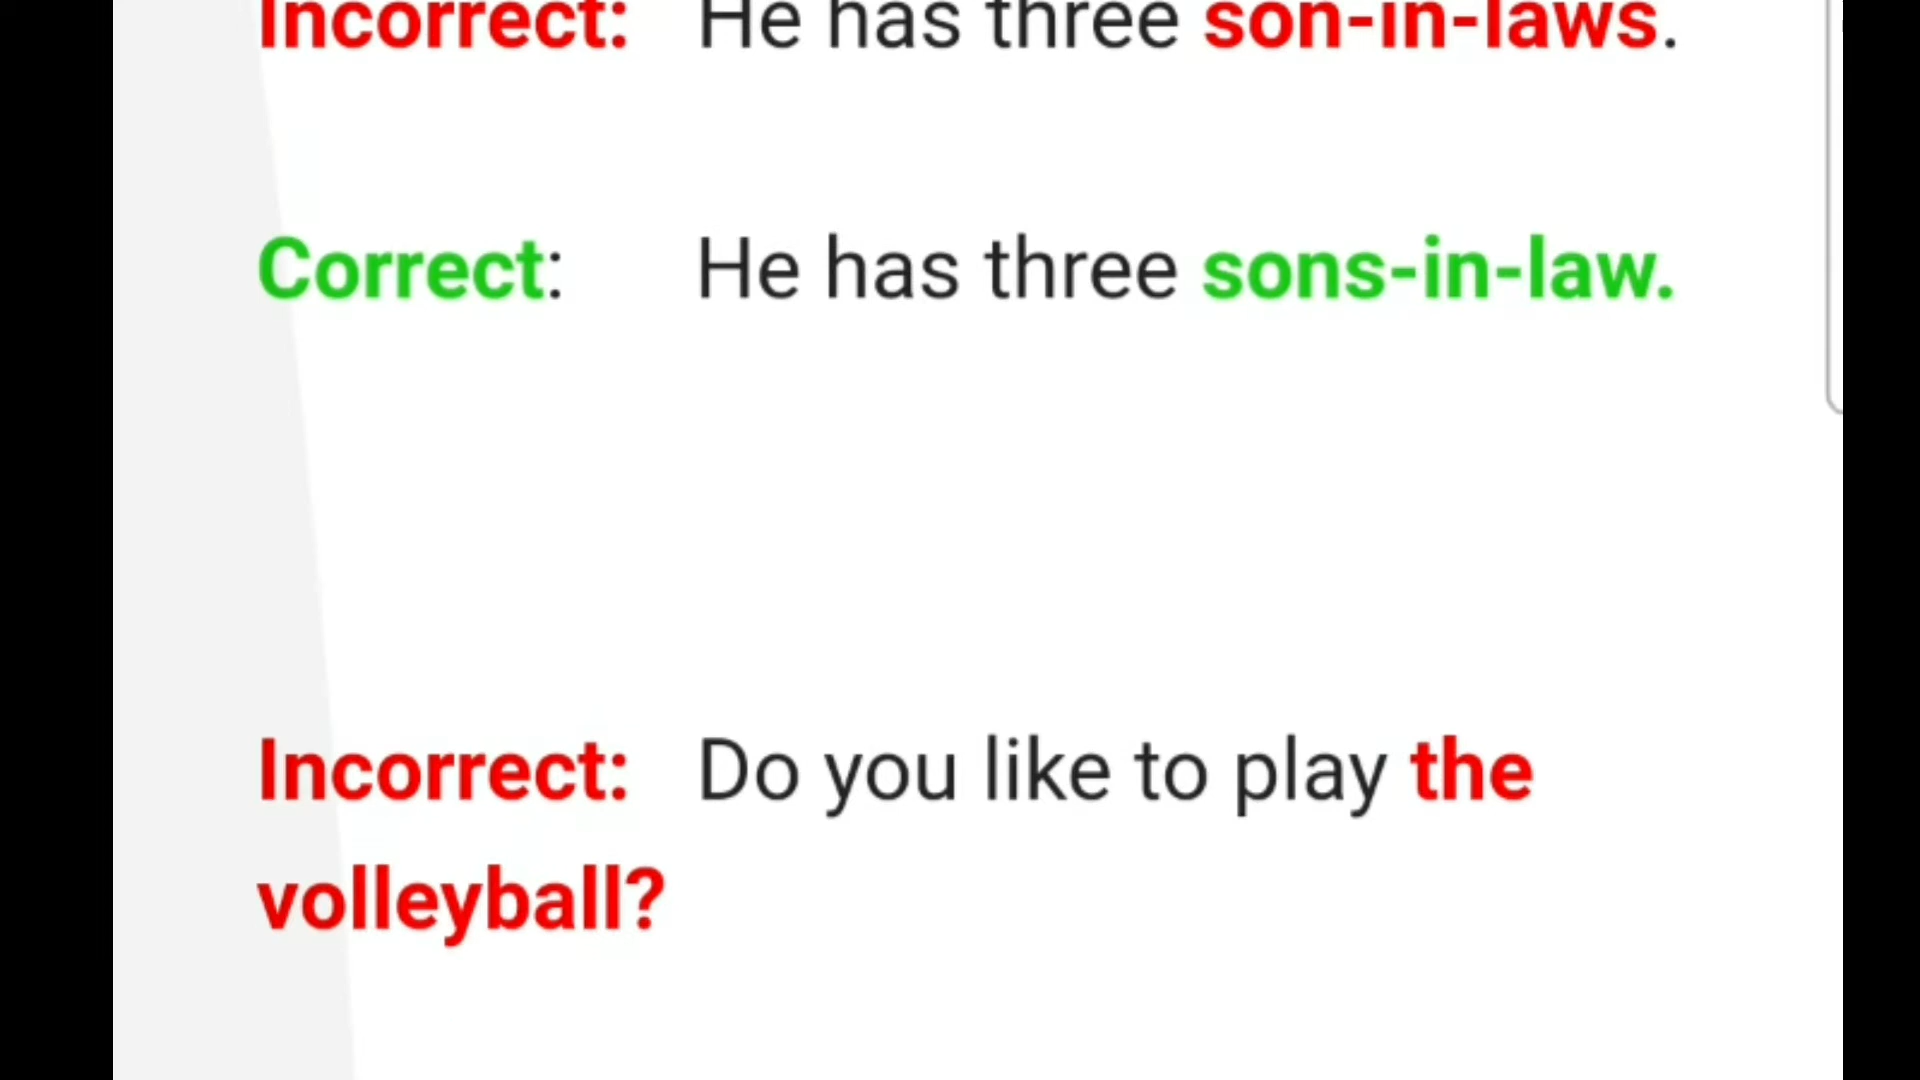 Incorrect: He has three son-in-laws.
Correct: He has three sons-in-law.
Incorrect: Do you like to play the
volleyball?